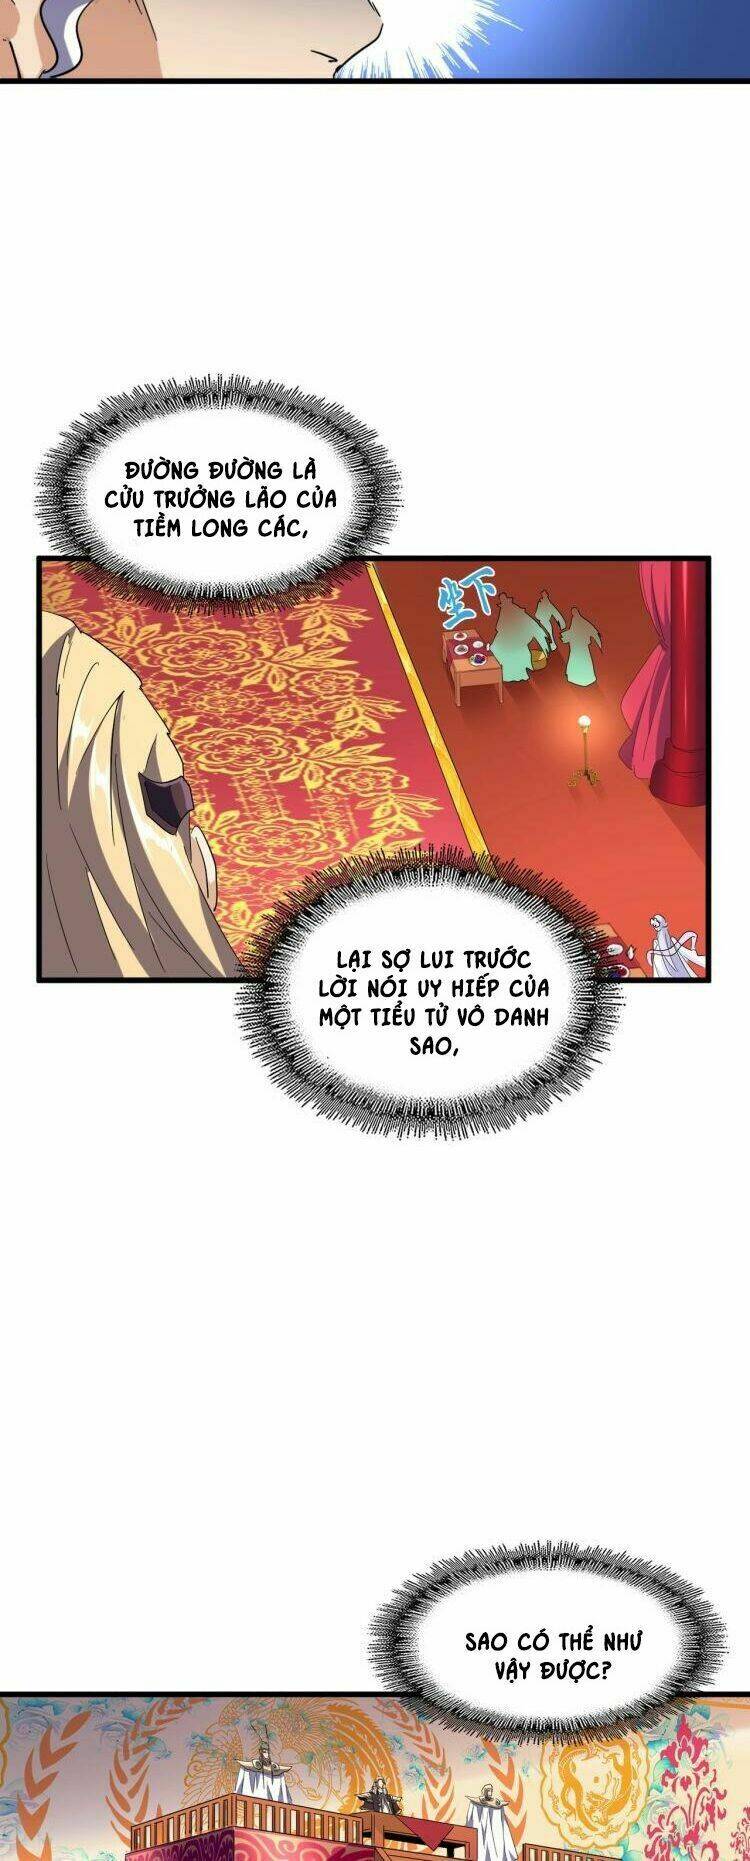 ĐƯỜNG ĐƯỜNG LÀ
CỬU TRƯỞNG LÃO CỦA
TIỀM LONG CÁC,
坐下
LẠI SỢ LUI TRƯỚC
LỜI NÓI UY HIẾP CỦA
MỘT TIỂU TỬ VÔ DANH
SAO,
SAO CÓ THỂ NHƯ
VẬY ĐƯỢC?